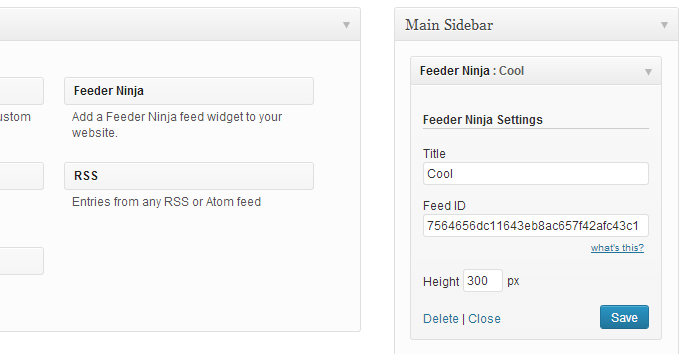 ustom
Feeder Ninja
Add a Feeder Ninja feed widget to your
website.
RSS
Entries from any RSS or Atom feed
Main Sidebar
Feeder Ninja : Cool
Feeder Ninja Settings
Title
Cool
Feed ID
7564656dc11643eb8ac657f42afc43c1
what's this?
Height 300 px
Delete | Close
Save